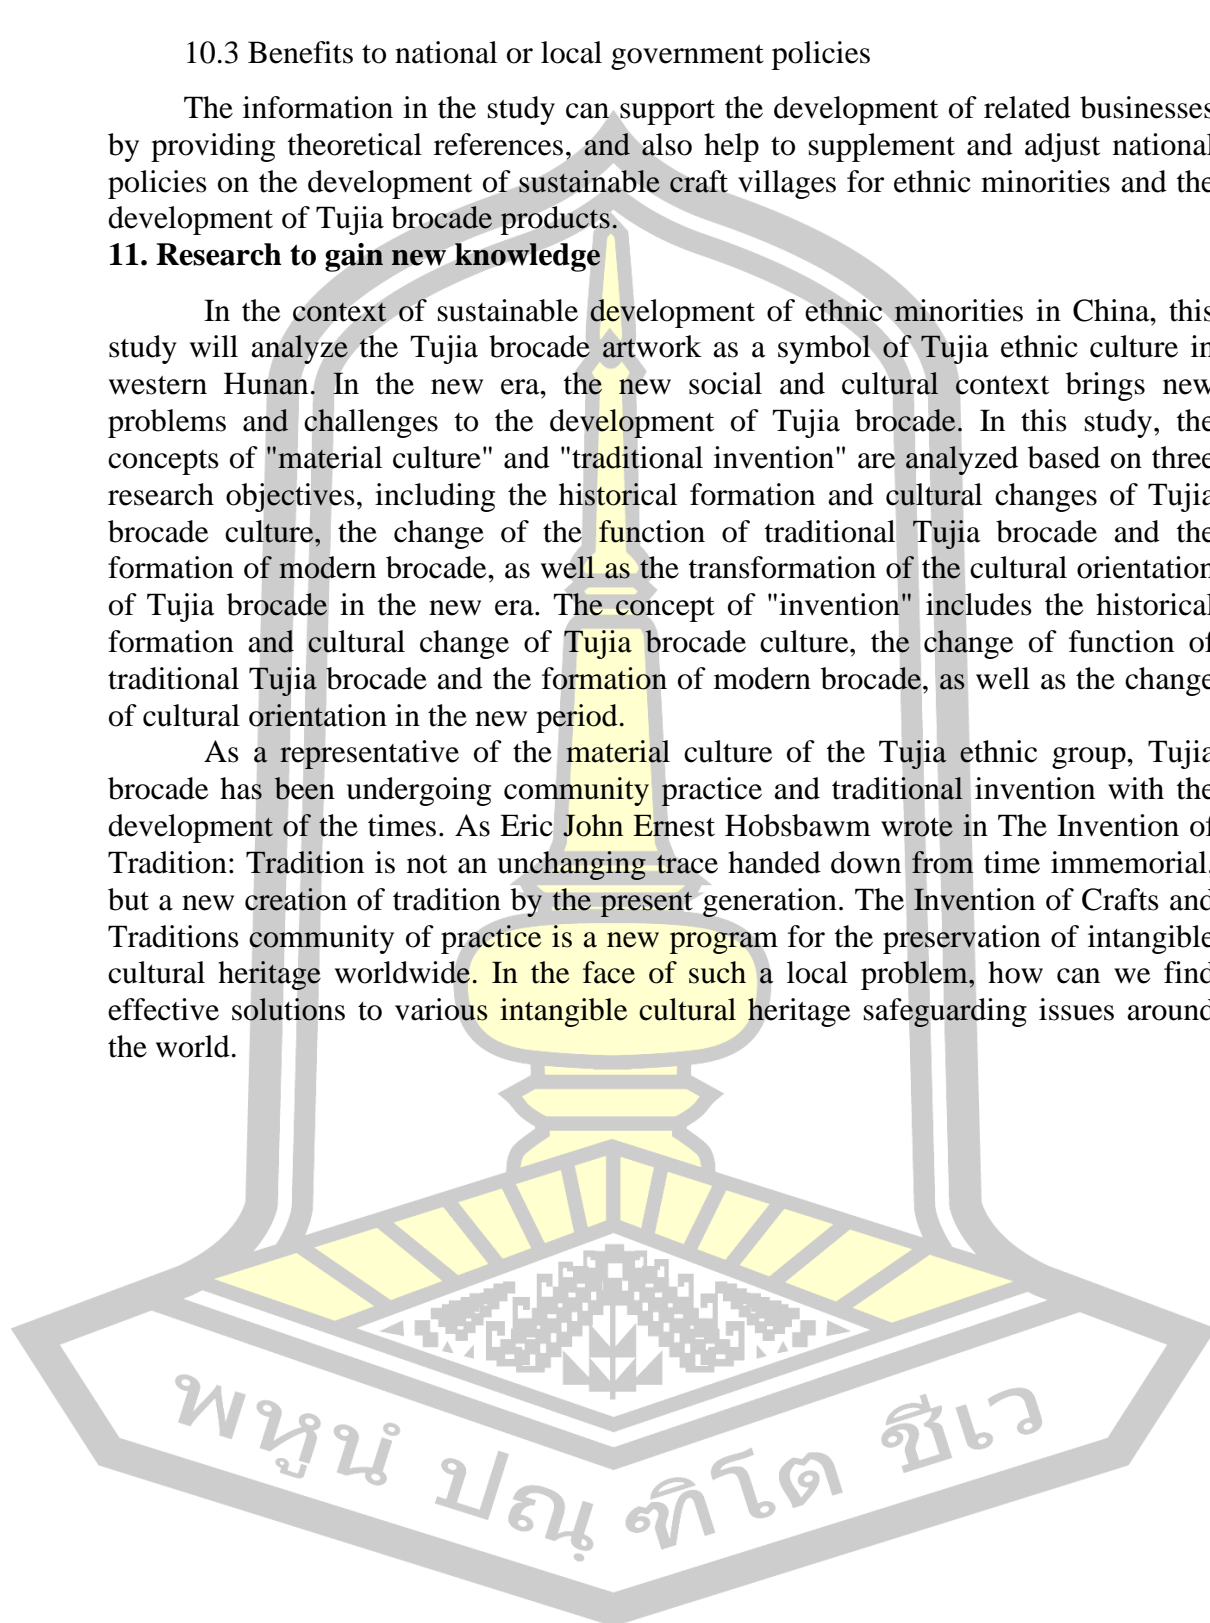 10.3 Benefits to national or local government policies
The information in the study can support the development of related businesses
by providing theoretical references, and also help to supplement and adjust national
policies on the development of sustainable craft villages for ethnic minorities and the
development of Tujia brocade products.
11. Research to gain new knowledge
In the context of sustainable development of ethnic minorities in China, this
study will analyze the Tujia brocade artwork as a symbol of Tujia ethnic culture in
western Hunan. In the new era, the new social and cultural context brings new
problems and challenges to the development of Tujia brocade. In this study, the
concepts of "material culture" and "traditional invention" are analyzed based on three
research objectives, including the historical formation and cultural changes of Tujia
brocade culture, the change of the function of traditional Tujia brocade and the
formation of modern brocade, as well as the transformation of the cultural orientation
of Tujia brocade in the new era. The concept of "invention" includes the historical
formation and cultural change of Tujia brocade culture, the change of function of
traditional Tujia brocade and the formation of modern brocade, as well as the change
of cultural orientation in the new period.
As a representative of the material culture of the Tujia ethnic group, Tujia
brocade has been undergoing community practice and traditional invention with the
development of the times. As Eric John Ernest Hobsbawm wrote in The Invention of
Tradition: Tradition is not an unchanging trace handed down from time immemorial,
but a new creation of tradition by the present generation. The Invention of Crafts and
Traditions community of practice is a new program for the preservation of intangible
cultural heritage worldwide. In the face of such a local problem, how can we find
effective solutions to various intangible cultural heritage safeguarding issues around
the world.
พหูนํ ปณฺฑิโต ชีเว